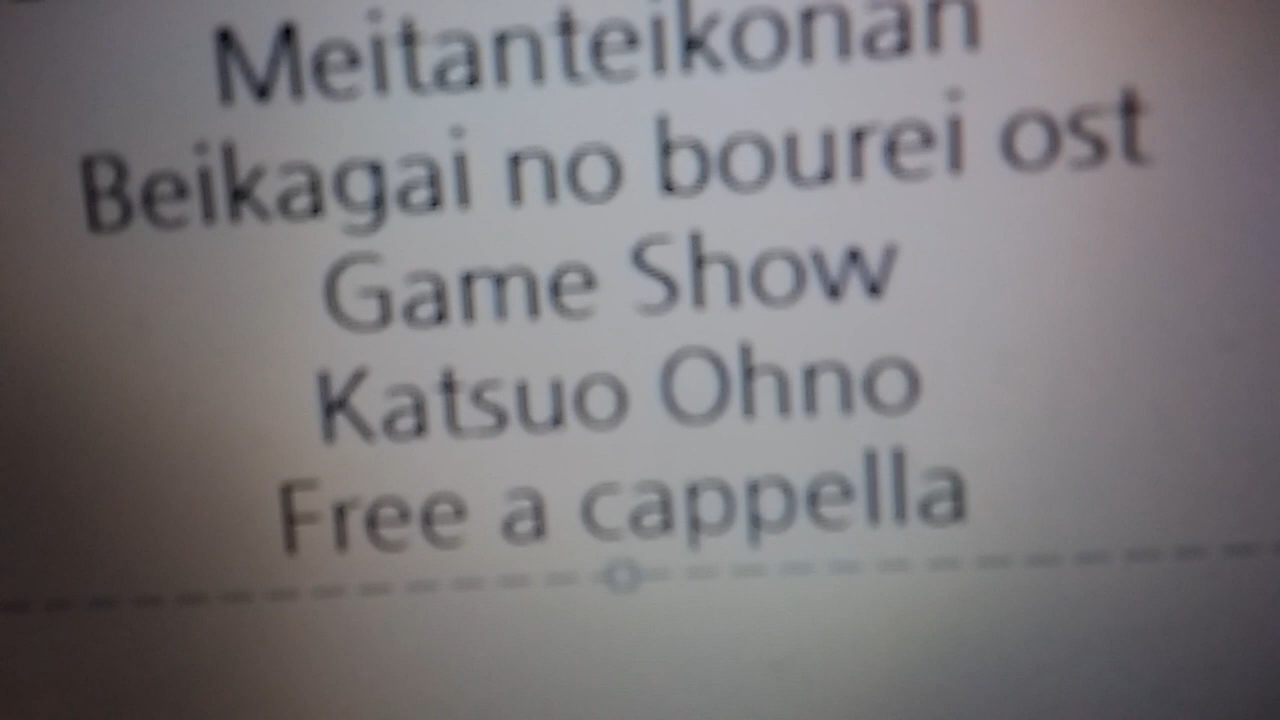 Meitanteikonan
Beikagai no bourei ost
Game Show
Katsuo Ohno
Free a cappella